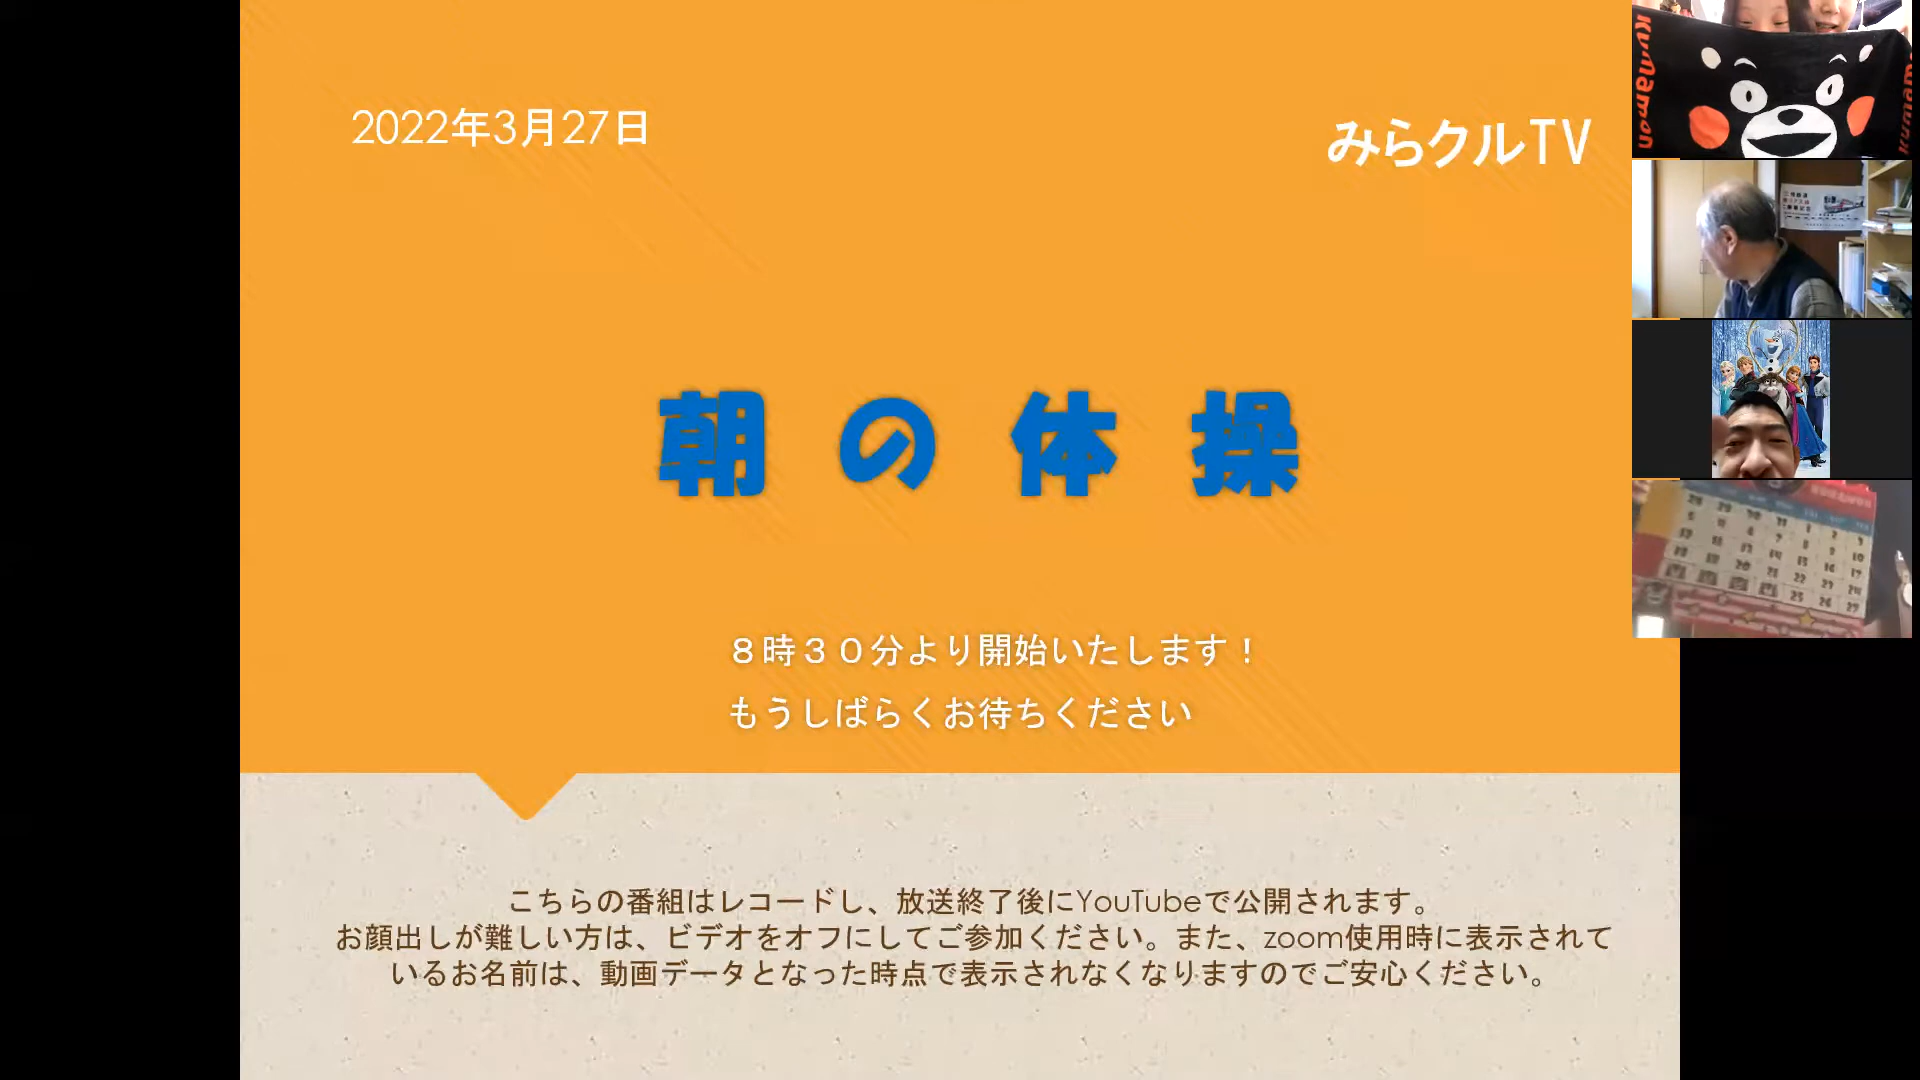 2022年3月27日
みらクルTV
朝の体操
８時３０分より開始いたします！
もうしばらくお待ちください
こちらの番組はレコードし、放送終了後にYouTubeで公開されます。
お顔出しが難しい方は、ビデオをオフにしてご参加ください。また、zoom使用時に表示されて
いるお名前は、動画データとなった時点で表示されなくなりますのでご安心ください。
Kumamon